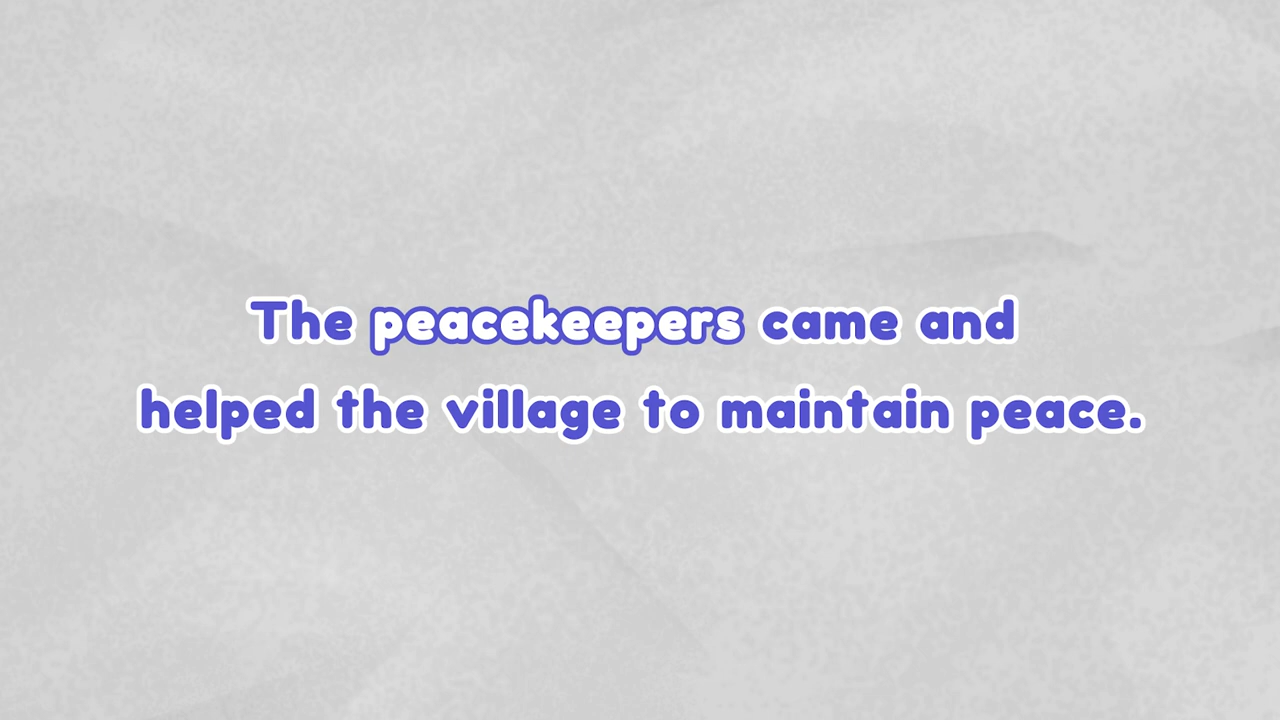 The peacekeepers came and
helped the village to maintain peace.